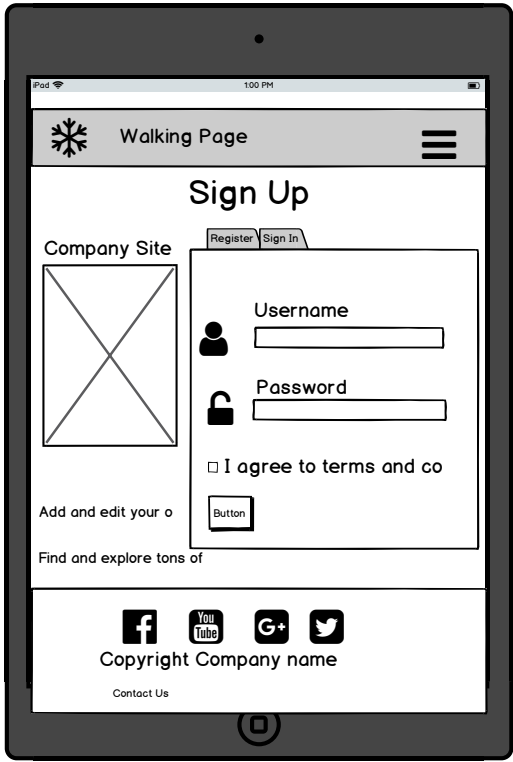 iPad 1:00 PM
Walking Page
Sign Up
Register Sign In
Company Site
Username
Password
I agree to terms and co
Add and edit your o
Button
Find and explore tons of
f You Tube G+
Copyright Company name
Contact Us